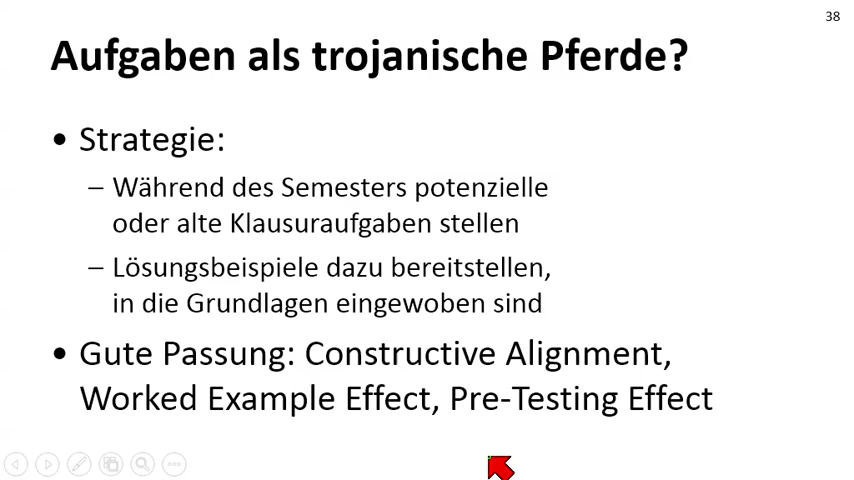 38
Aufgaben als trojanische Pferde?
• Strategie:
– Während des Semesters potenzielle
oder alte Klausuraufgaben stellen
– Lösungsbeispiele dazu bereitstellen,
in die Grundlagen eingewoben sind
• Gute Passung: Constructive Alignment,
Worked Example Effect, Pre-Testing Effect